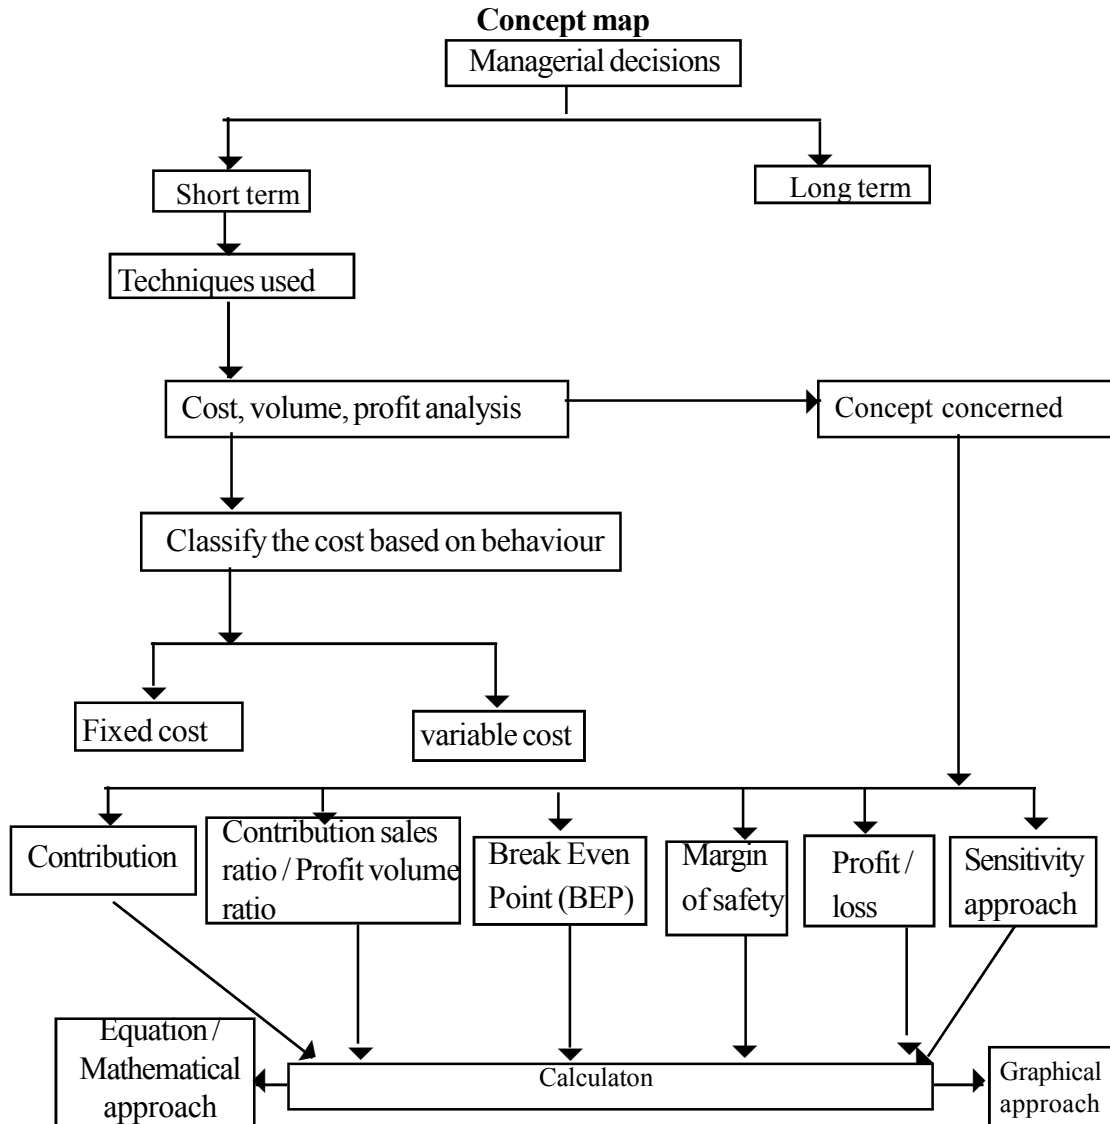 Concept map
Managerial decisions
Short term
Long term
Techniques used
Cost, volume, profit analysis
Concept concerned
Classify the cost based on behaviour
Fixed cost
variable cost
Contribution
Contribution sales
ratio / Profit volume
ratio
Break Even
Point (BEP)
Margin
of safety
Profit /
loss
Sensitivity
approach
Equation /
Mathematical
approach
Calculaton
Graphical
approach